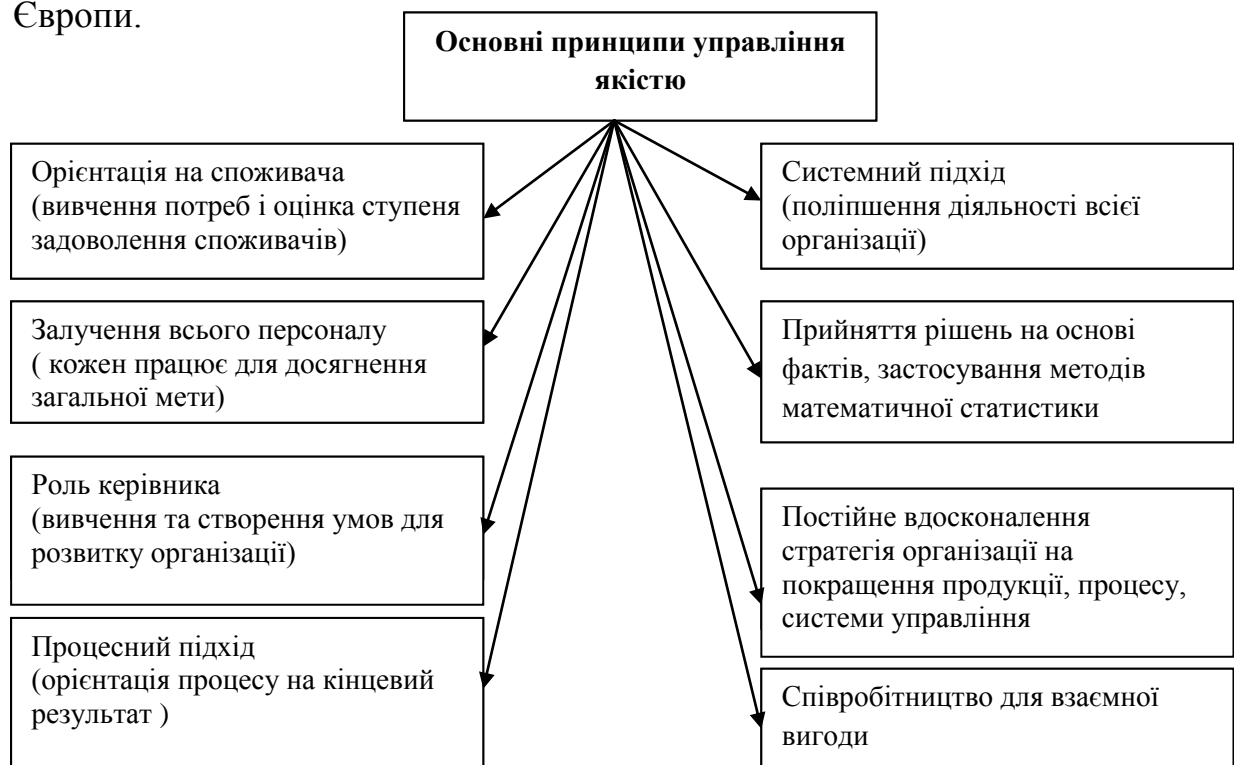 Європи.
Основні принципи управління
якістю
Орієнтація на споживача
(вивчення потреб і оцінка ступеня
задоволення споживачів)
Залучення всього персоналу
( кожен працює для досягнення
загальної мети)
Роль керівника
(вивчення та створення умов для
розвитку організації)
Процесний підхід
(орієнтація процесу на кінцевий
результат )
Системний підхід
(поліпшення діяльності всієї
організації)
Прийняття рішень на основі
фактів, застосування методів
математичної статистики
Постійне вдосконалення
стратегія організації на
покращення продукції, процесу,
системи управління
Співробітництво для взаємної
вигоди